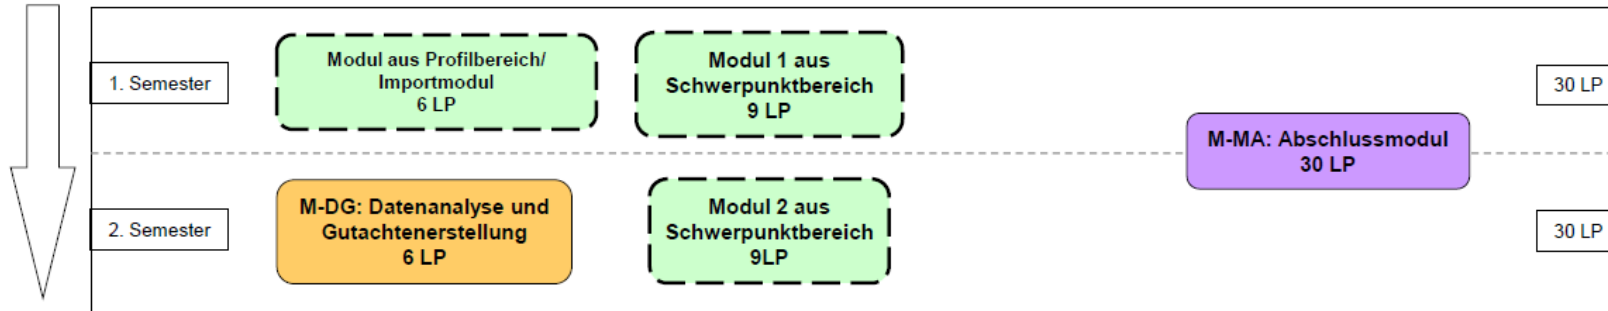 1. Semester
Modul aus Profilbereich/
Importmodul
6 LP
Modul 1 aus
Schwerpunktbereich
9 LP
30 LP
M-MA: Abschlussmodul
30 LP
2. Semester
M-DG: Datenanalyse und
Gutachtenerstellung
6 LP
Modul 2 aus
Schwerpunktbereich
9LP
30 LP